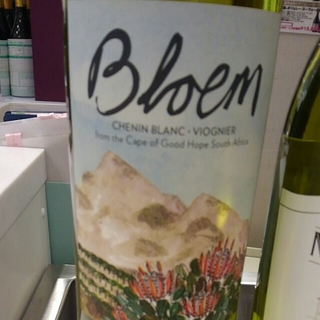 Bloem
CHENIN BLANC • VIOGNIER
from the Cape of Good Hope South Africa